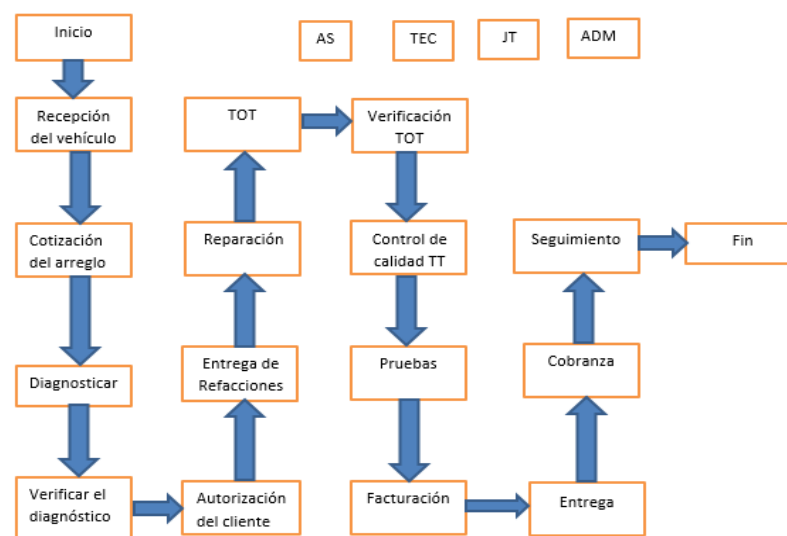 Inicio
AS
TEC
JT
ADM
Recepción
del vehículo
Cotización
del arreglo
Diagnosticar
Verificar el
diagnóstico
Autorización
del cliente
Entrega de
Refacciones
Reparación
TOT
Verificación
TOT
Control de
calidad TT
Pruebas
Facturación
Entrega
Cobranza
Seguimiento
Fin